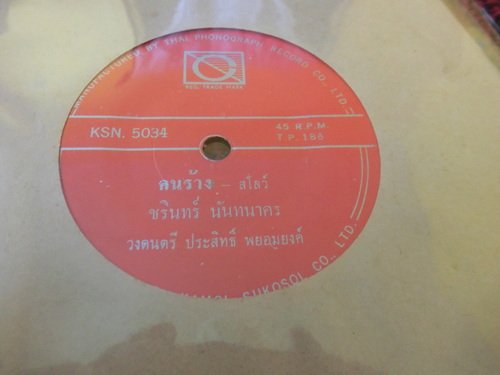 MANUFACTURED BY THAI PHONOGRAPH RECORD CO., LTD.
REG. TRADE MARK
KSN. 5034
45 R.P.M.
T.P. 186
คนร้าง – สโลว์
ชรินทร์ นันทนาคร
วงดนตรี ประสิทธิ์ พยอมยงค์
KAMOL SUKOSOL CO., LTD.